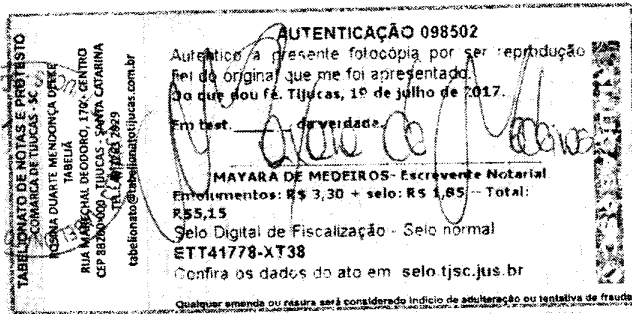 TABELIONATO DE NOTAS E PROTESTO
COMARCA DE TIJUCAS - SC
ROSINA DUARTE MENDONÇA
TABELIÃ
RUA MARECHAL DEODORO, 170 - CENTRO
CEP 88200-000 - TIJUCAS - SANTA CATARINA
tabelionato@tabelionatotijucas.com.br
AUTENTICAÇÃO 098502
Autentico a presente fotocópia por ser reprodução
fiel do original que me foi apresentado.
Do que dou fé. Tijucas, 19 de julho de 2017.
Em test. ______ da verdade.
MAYARA DE MEDEIROS- Escrevente Notarial
Emolumentos: R$ 3,30 + selo: R$ 1,85 -- Total:
R$5,15
Selo Digital de Fiscalização - Selo normal
ETT41778-XT38
Confira os dados do ato em selo.tjsc.jus.br
Qualquer emenda ou rasura será considerado indício de adulteração ou tentativa de fraude